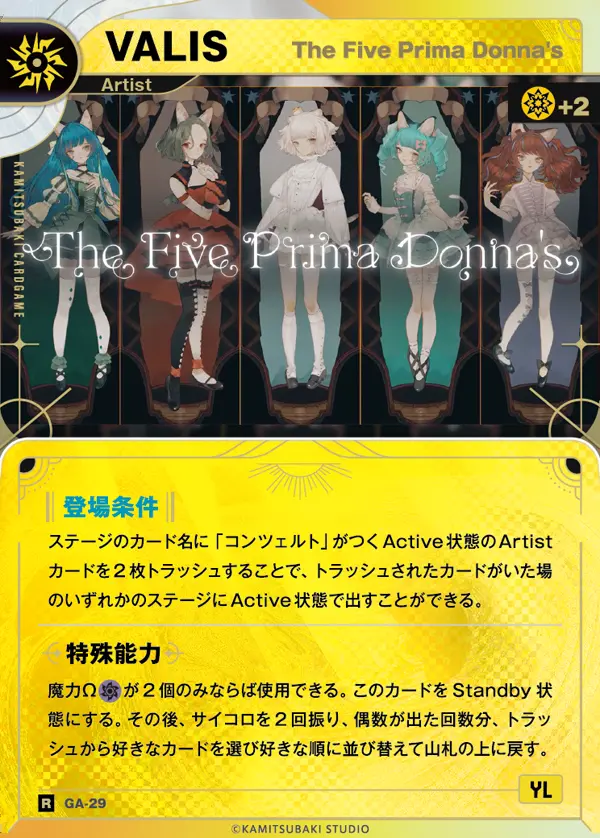 VALIS
The Five Prima Donna's
Artist
+2
KAMITSUBAKI CARDGAME
The Five Prima Donna's
登場条件
ステージのカード名に「コンツェルト」がつくActive状態のArtist
カードを2枚トラッシュすることで、トラッシュされたカードがいた場
のいずれかのステージにActive状態で出すことができる。
特殊能力
魔力Ωが2個のみならば使用できる。このカードをStandby状
態にする。その後、サイコロを2回振り、偶数が出た回数分、トラッ
シュから好きなカードを選び好きな順に並び替えて山札の上に戻す。
R GA-29
YL
©KAMITSUBAKI STUDIO